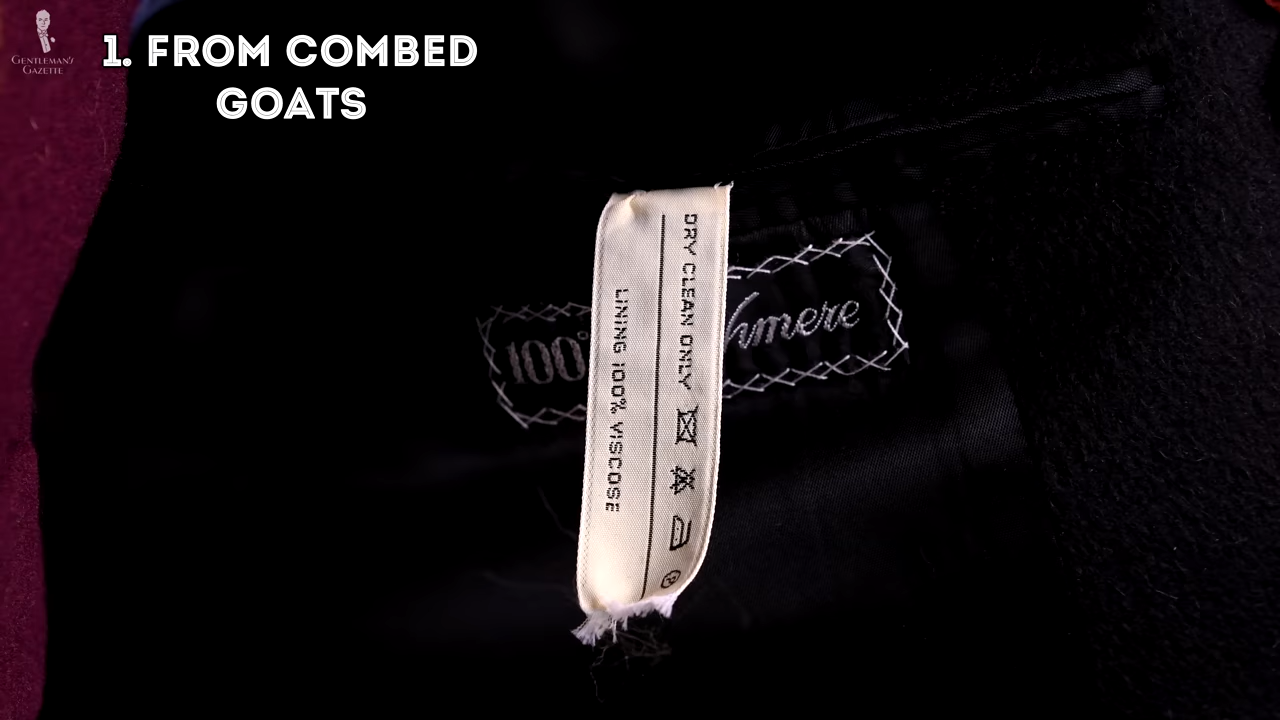 GENTLEMAN'S
GAZETTE
1. FROM COMBED
GOATS
DRY CLEAN ONLY
LINING 100% VISCOSE
100% hmere